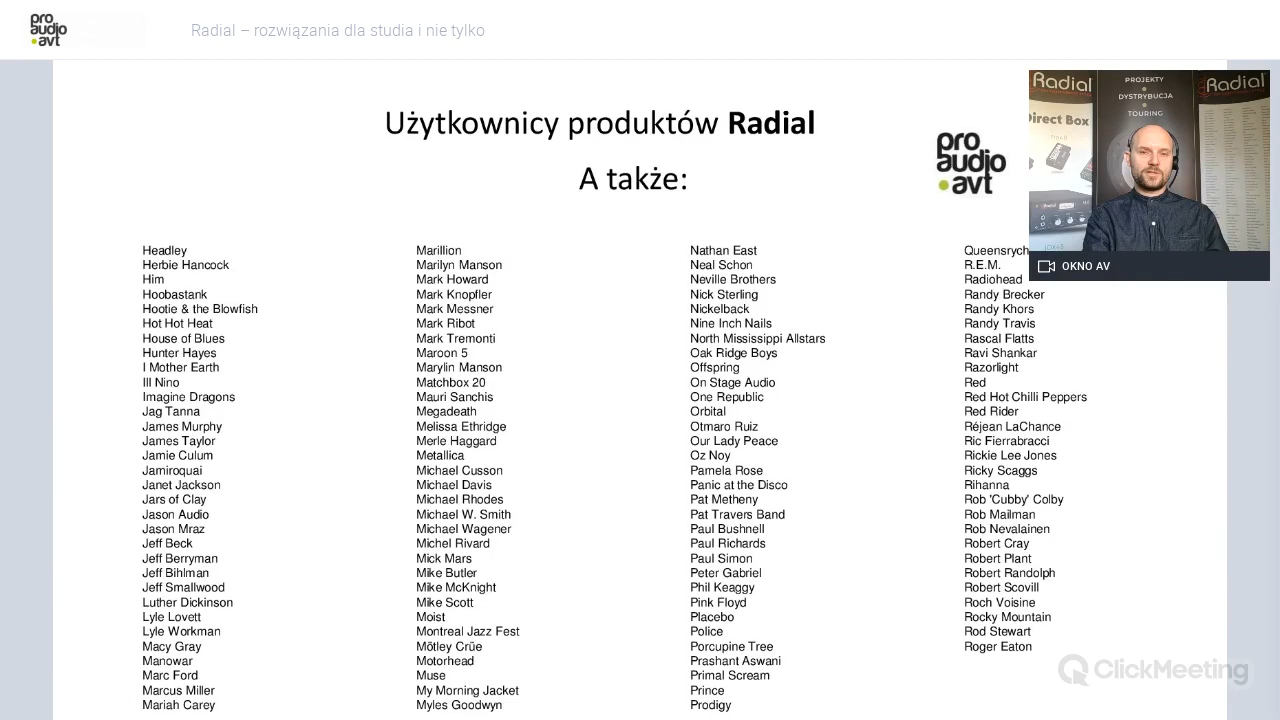 pro
audio
avt
Radial – rozwiązania dla studia i nie tylko
Użytkownicy produktów Radial
A także:
pro
audio
avt
Radial
PROJEKTY
DYSTRYBUCJA
TOURING
Radial
Direct Box
OKNO AV
Headley
Herbie Hancock
Him
Hoobastank
Hootie & the Blowfish
Hot Hot Heat
House of Blues
Hunter Hayes
I Mother Earth
Ill Nino
Imagine Dragons
Jag Tanna
James Murphy
James Taylor
Jamie Culum
Jamiroquai
Janet Jackson
Jars of Clay
Jason Audio
Jason Mraz
Jeff Beck
Jeff Berryman
Jeff Bihlman
Jeff Smallwood
Luther Dickinson
Lyle Lovett
Lyle Workman
Macy Gray
Manowar
Marc Ford
Marcus Miller
Mariah Carey
Marillion
Marilyn Manson
Mark Howard
Mark Knopfler
Mark Messner
Mark Ribot
Mark Tremonti
Maroon 5
Marylin Manson
Matchbox 20
Mauri Sanchis
Megadeath
Melissa Ethridge
Merle Haggard
Metallica
Michael Cusson
Michael Davis
Michael Rhodes
Michael W. Smith
Michael Wagener
Michel Rivard
Mick Mars
Mike Butler
Mike McKnight
Mike Scott
Moist
Montreal Jazz Fest
Mötley Crüe
Motorhead
Muse
My Morning Jacket
Myles Goodwyn
Nathan East
Neal Schon
Neville Brothers
Nick Sterling
Nickelback
Nine Inch Nails
North Mississippi Allstars
Oak Ridge Boys
Offspring
On Stage Audio
One Republic
Orbital
Otmaro Ruiz
Our Lady Peace
Oz Noy
Pamela Rose
Panic at the Disco
Pat Metheny
Pat Travers Band
Paul Bushnell
Paul Richards
Paul Simon
Peter Gabriel
Phil Keaggy
Pink Floyd
Placebo
Police
Porcupine Tree
Prashant Aswani
Primal Scream
Prince
Prodigy
Queensrych
R.E.M.
Radiohead
Randy Brecker
Randy Khors
Randy Travis
Rascal Flatts
Ravi Shankar
Razorlight
Red
Red Hot Chilli Peppers
Red Rider
Réjean LaChance
Ric Fierrabracci
Rickie Lee Jones
Ricky Scaggs
Rihanna
Rob 'Cubby' Colby
Rob Mailman
Rob Nevalainen
Robert Cray
Robert Plant
Robert Randolph
Robert Scovill
Roch Voisine
Rocky Mountain
Rod Stewart
Roger Eaton
ClickMeeting